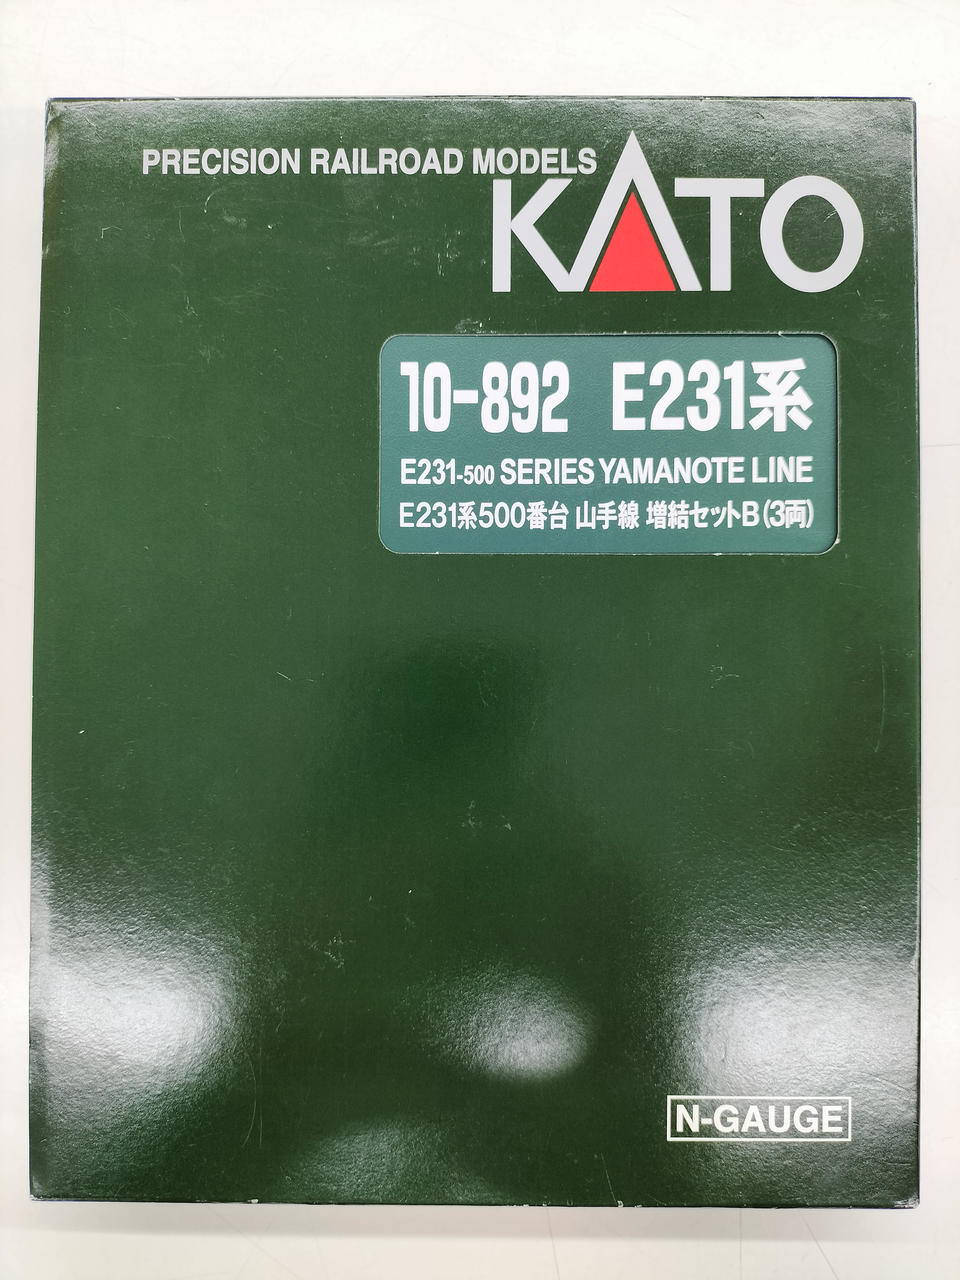 PRECISION RAILROAD MODELS
KATO
10-892 E231系
E231-500 SERIES YAMANOTE LINE
E231系500番台 山手線 増結セットB(3両)
N-GAUGE